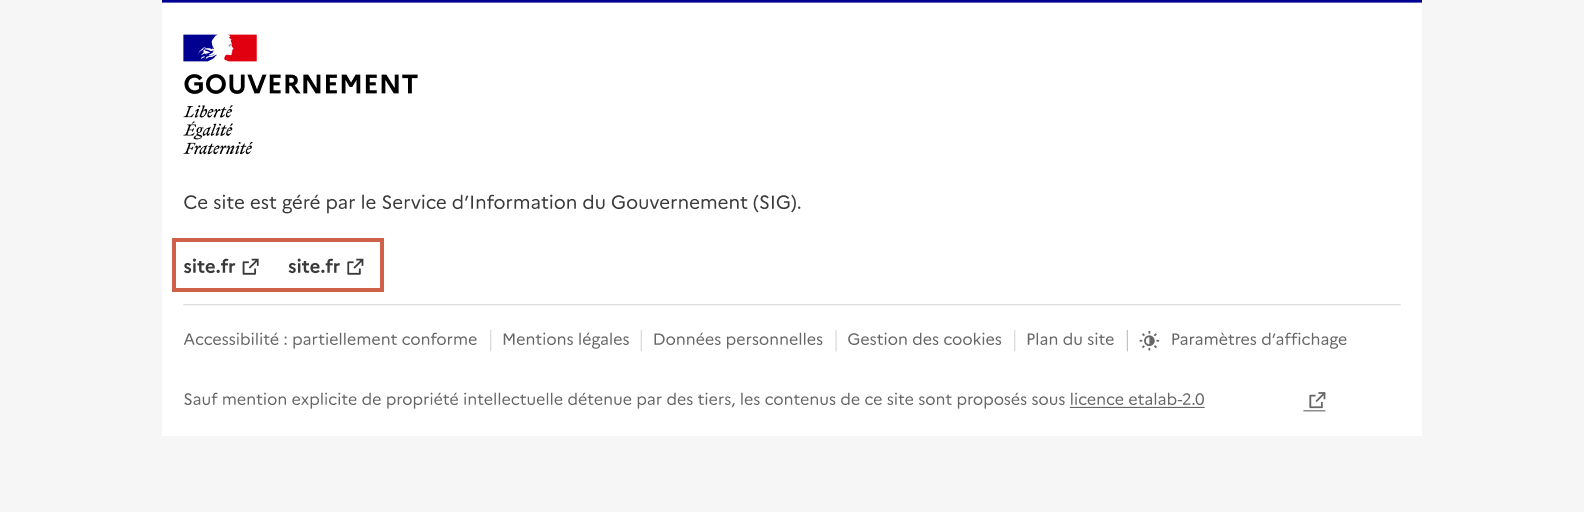 GOUVERNEMENT
Liberté
Égalité
Fraternité
Ce site est géré par le Service d’Information du Gouvernement (SIG).
site.fr site.fr
Accessibilité : partiellement conforme Mentions légales Données personnelles Gestion des cookies Plan du site Paramètres d’affichage
Sauf mention explicite de propriété intellectuelle détenue par des tiers, les contenus de ce site sont proposés sous licence etalab-2.0